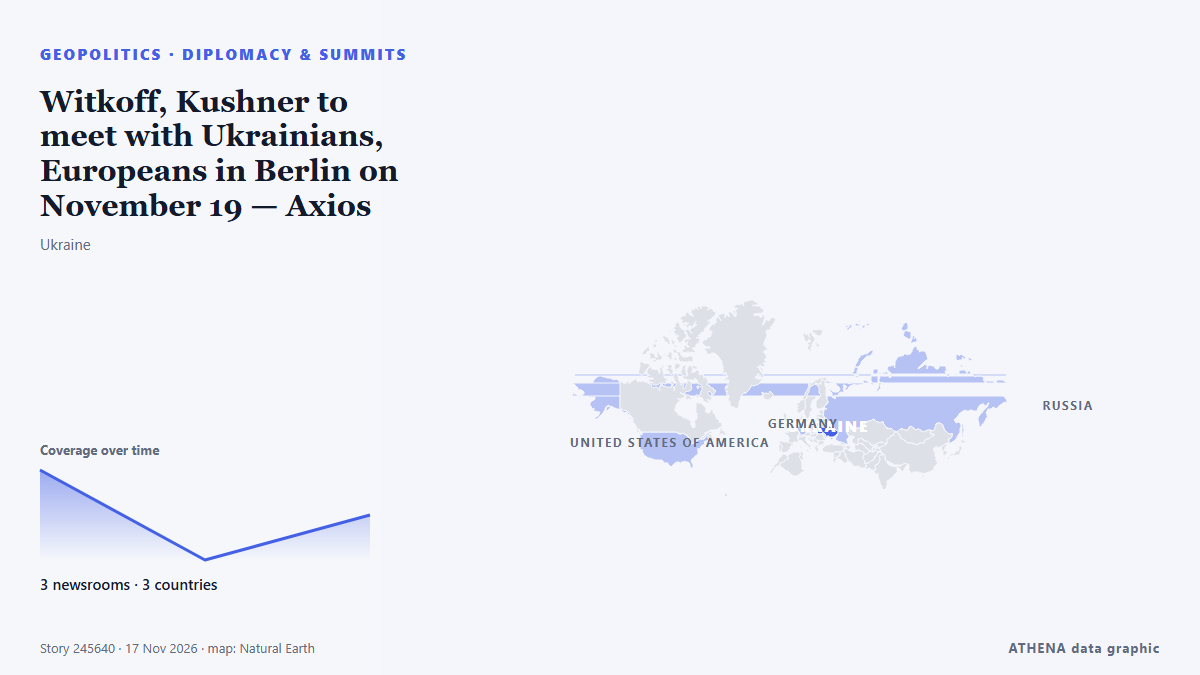 GEOPOLITICS · DIPLOMACY & SUMMITS
Witkoff, Kushner to
meet with Ukrainians,
Europeans in Berlin on
November 19 — Axios
Ukraine
RUSSIA
GERMANY
UNITED STATES OF AMERICA
Coverage over time
3 newsrooms · 3 countries
Story 245640 · 17 Nov 2026 · map: Natural Earth
ATHENA data graphic